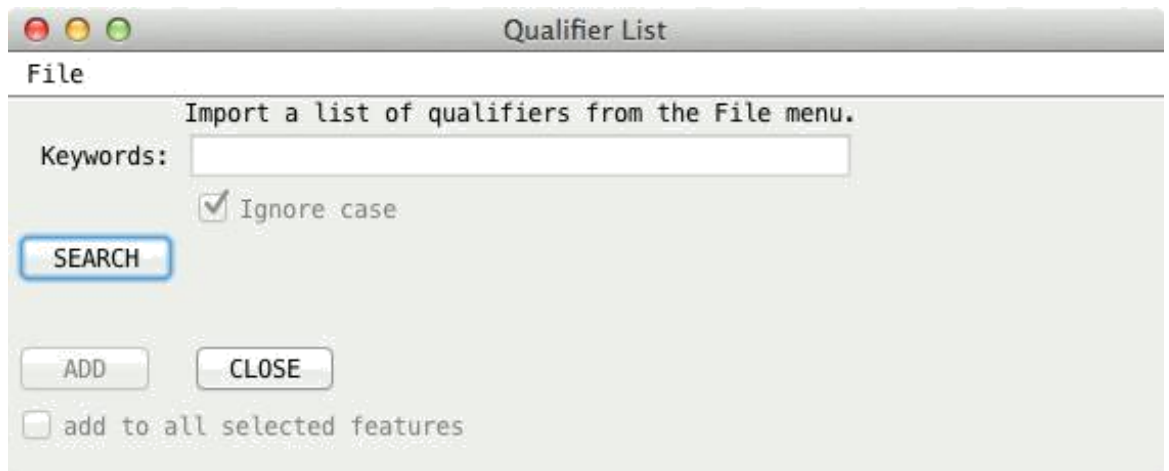 Qualifier List
File
Import a list of qualifiers from the File menu.
Keywords:
Ignore case
SEARCH
ADD CLOSE
add to all selected features